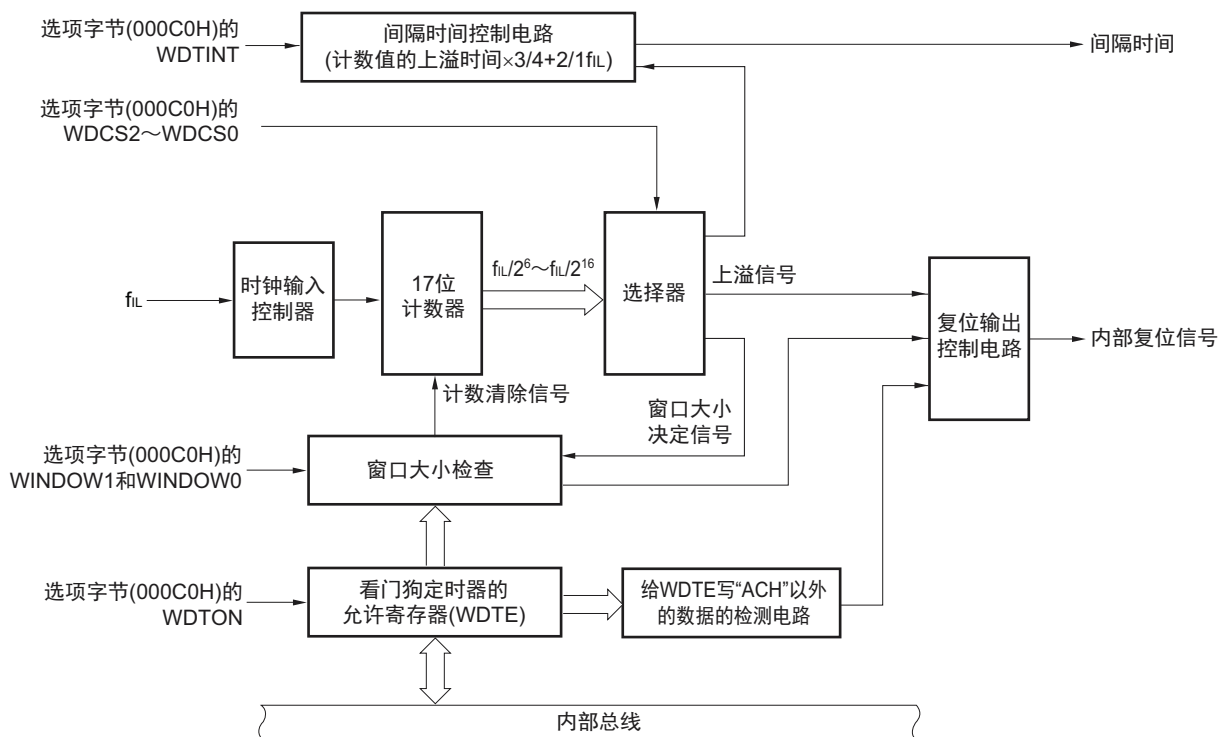 选项字节(000C0H)的
WDTINT
间隔时间控制电路
(计数值的上溢时间×3/4+2/1fIL)
间隔时间
选项字节(000C0H)的
WDCS2～WDCS0
fIL
时钟输入
控制器
17位
计数器
fIL/2⁶～fIL/2¹⁶
选择器
上溢信号
复位输出
控制电路
内部复位信号
计数清除信号
窗口大小
决定信号
选项字节(000C0H)的
WINDOW1和WINDOW0
窗口大小检查
选项字节(000C0H)的
WDTON
看门狗定时器的
允许寄存器(WDTE)
给WDTE写“ACH”以外
的数据的检测电路
内部总线